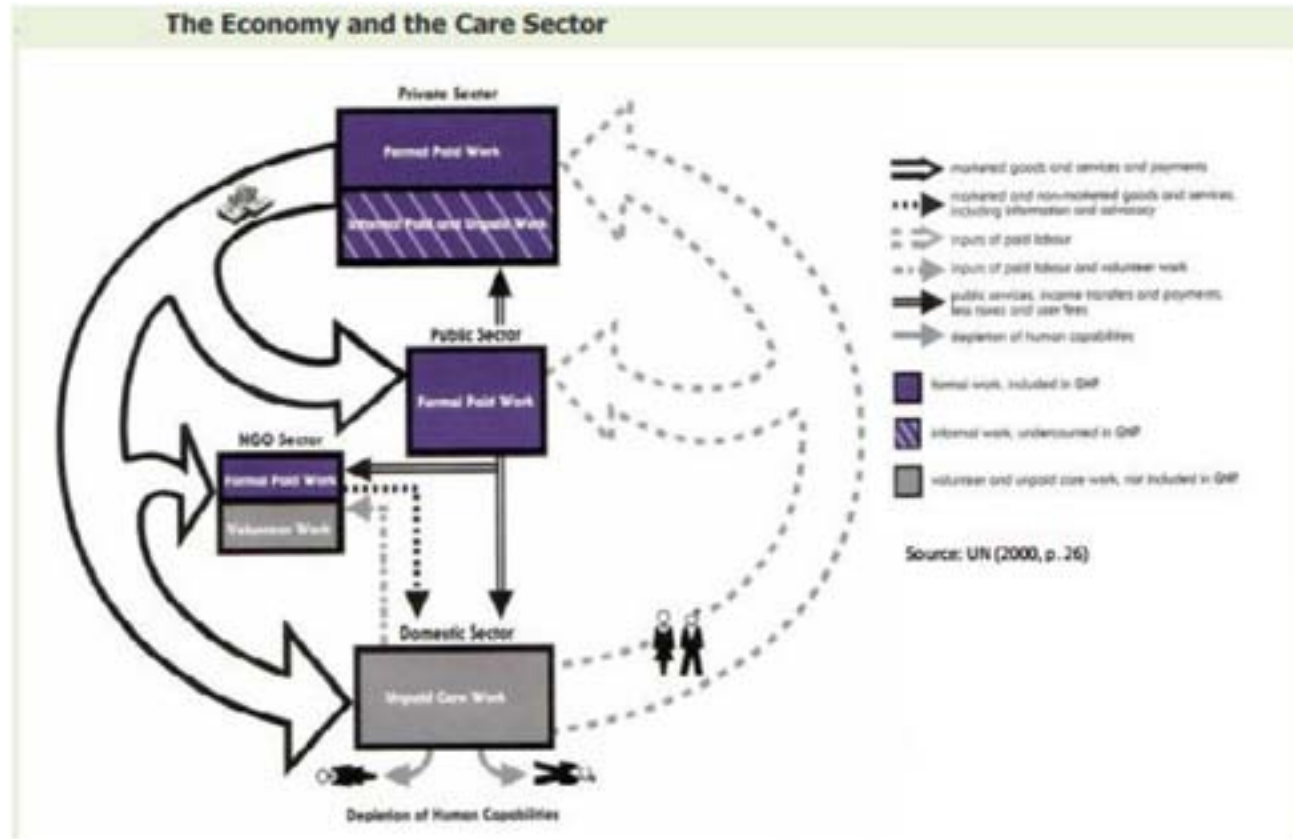 The Economy and the Care Sector
Private Sector
Formal Paid Work
Informal Paid and Unpaid Work
Public Sector
Formal Paid Work
NGO Sector
Formal Paid Work
Volunteer Work
Domestic Sector
Unpaid Care Work
Depletion of Human Capabilities
marketed goods and services and payments
marketed and non-marketed goods and services,
including information and advocacy
inputs of paid labour
inputs of paid labour and volunteer work
public services, income transfers and payments,
less taxes and user fees
depletion of human capabilities
formal work, included in GNP
informal work, undercounted in GNP
volunteer and unpaid care work, not included in GNP
Source: UN (2000, p. 26)